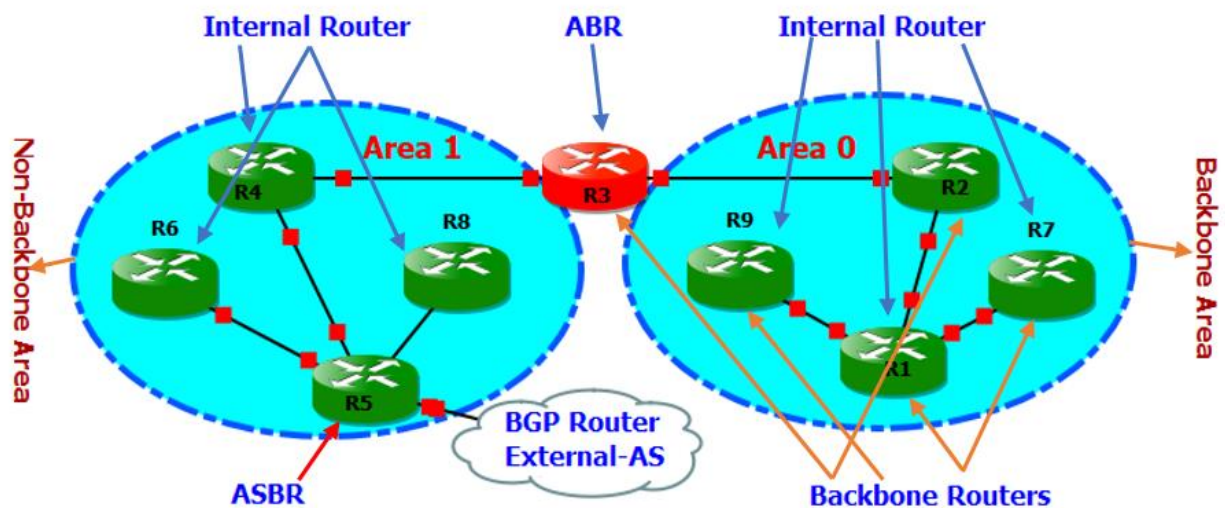 Internal Router
ABR
Internal Router
Area 1
Area 0
Non-Backbone Area
Backbone Area
R4
R3
R2
R6
R8
R9
R7
R5
R1
BGP Router
External-AS
ASBR
Backbone Routers